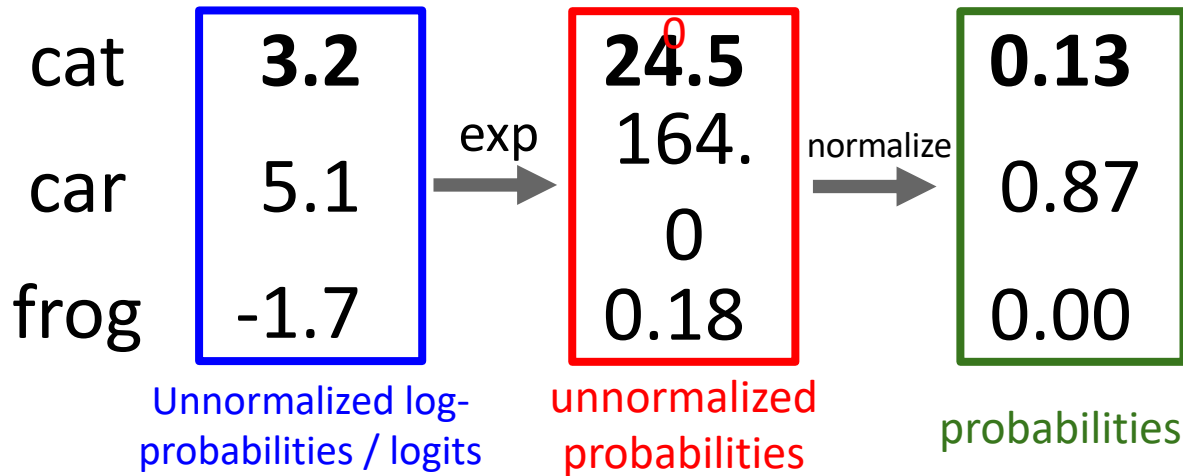 cat 3.2 24.5 0.13
0
exp 164. normalize
car 5.1 0.87
0
frog -1.7 0.18 0.00
Unnormalized log- unnormalized probabilities
probabilities / logits probabilities